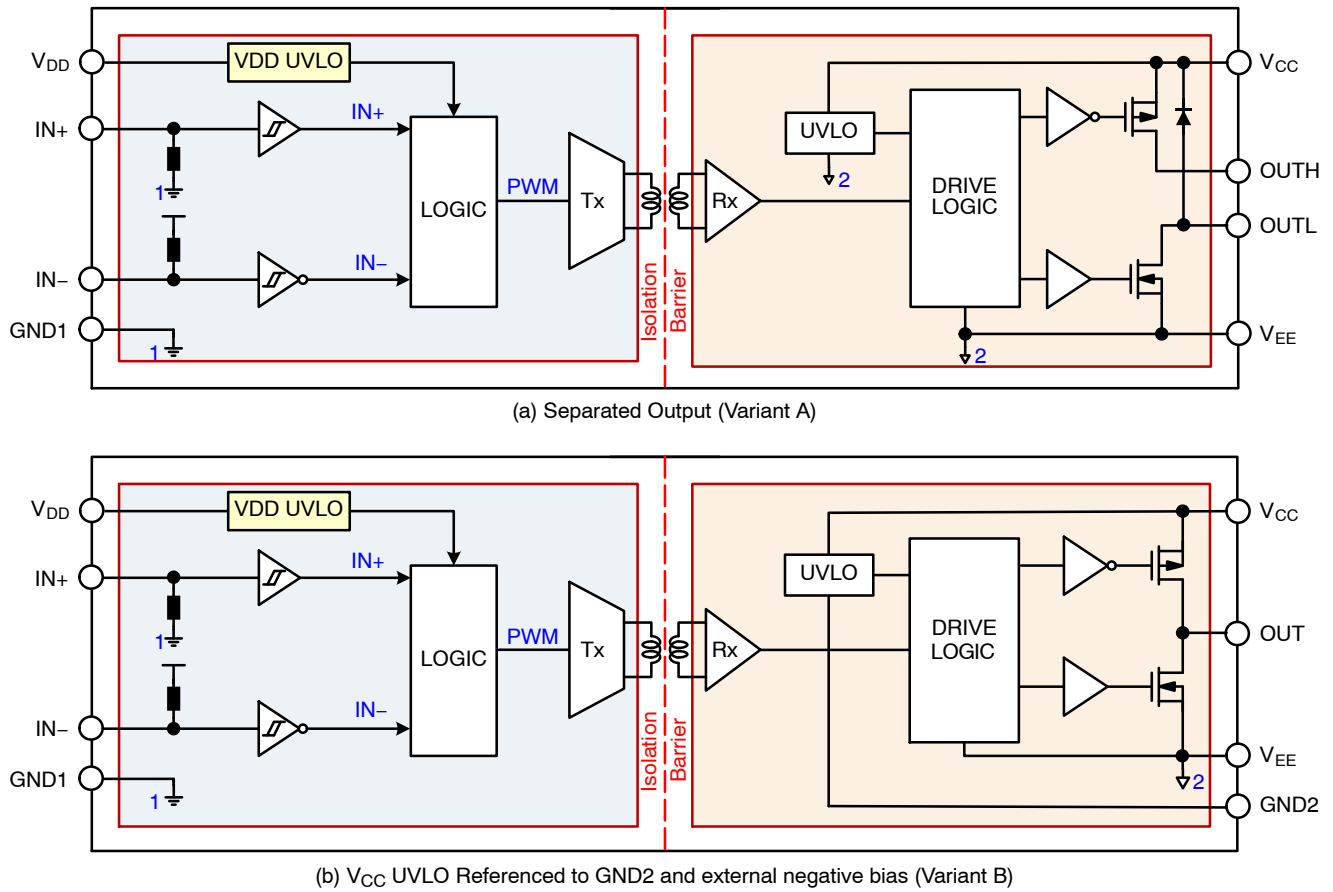 VDD
VDD UVLO
VCC
IN+
IN+
UVLO
1
2
OUTH
PWM
Tx
Rx
DRIVE
LOGIC
LOGIC
OUTL
IN−
IN−
Isolation
Barrier
GND1
1
2
VEE
(a) Separated Output (Variant A)
VDD
VDD UVLO
VCC
IN+
IN+
UVLO
1
PWM
Tx
Rx
DRIVE
LOGIC
LOGIC
OUT
IN−
IN−
Isolation
Barrier
VEE
GND1
1
2
GND2
(b) VCC UVLO Referenced to GND2 and external negative bias (Variant B)